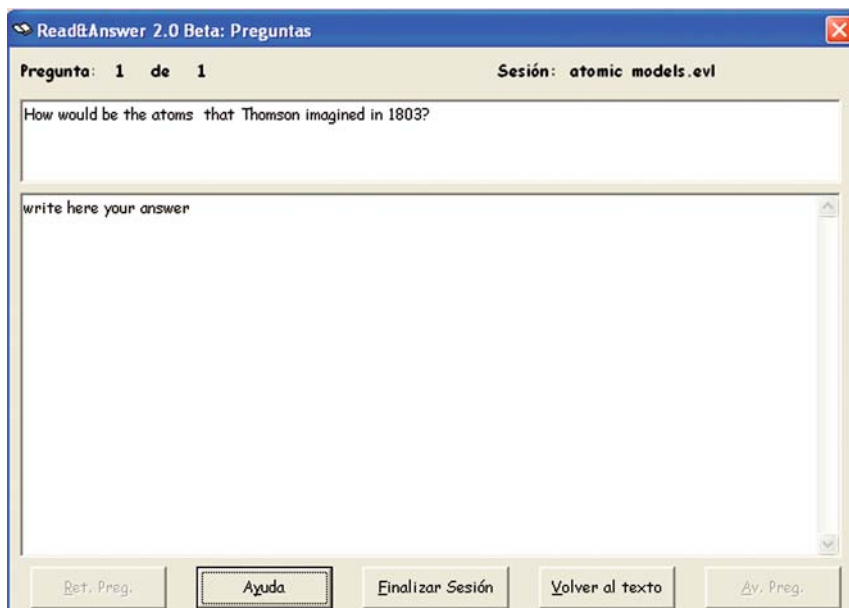 Read&Answer 2.0 Beta: Preguntas
Pregunta: 1 de 1 Sesión: atomic models.evl
How would be the atoms that Thomson imagined in 1803?
write here your answer
Ret. Preg. Ayuda Finalizar Sesión Volver al texto Av. Preg.